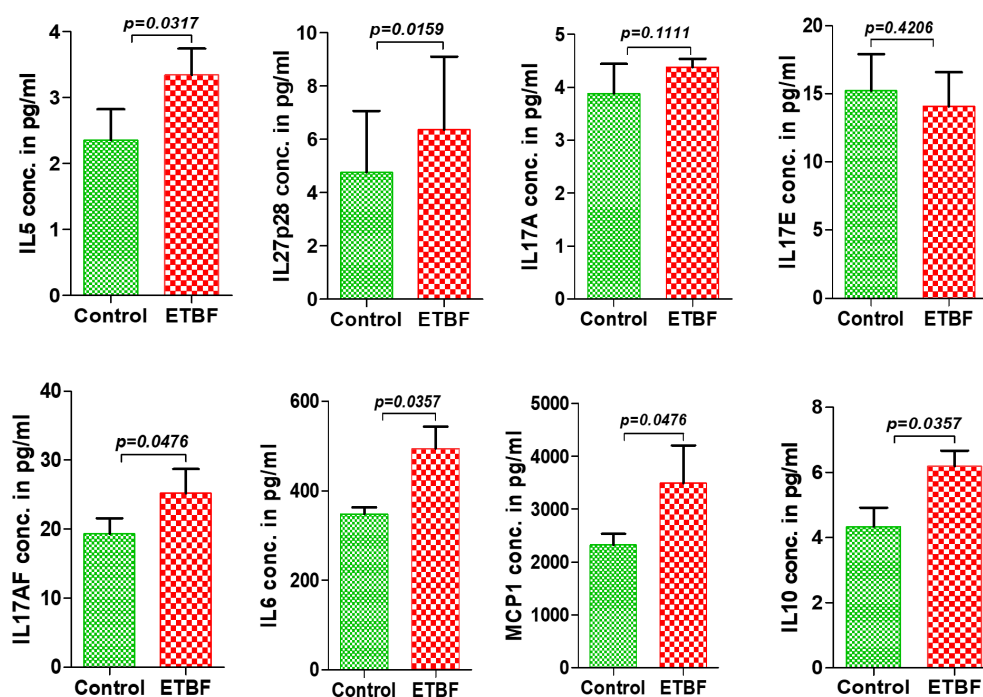 IL5 conc. in pg/ml
4
3
2
1
0
p=0.0317
Control ETBF
IL27p28 conc. in pg/ml
10
8
6
4
2
0
p=0.0159
Control ETBF
IL17A conc. in pg/ml
5
4
3
2
1
0
p=0.1111
Control ETBF
IL17E conc. in pg/ml
20
15
10
5
0
p=0.4206
Control ETBF
IL17AF conc. in pg/ml
40
30
20
10
0
p=0.0476
Control ETBF
IL6 conc. in pg/ml
600
400
200
0
p=0.0357
Control ETBF
MCP1 conc. in pg/ml
5000
4000
3000
2000
1000
0
p=0.0476
Control ETBF
IL10 conc. in pg/ml
8
6
4
2
0
p=0.0357
Control ETBF